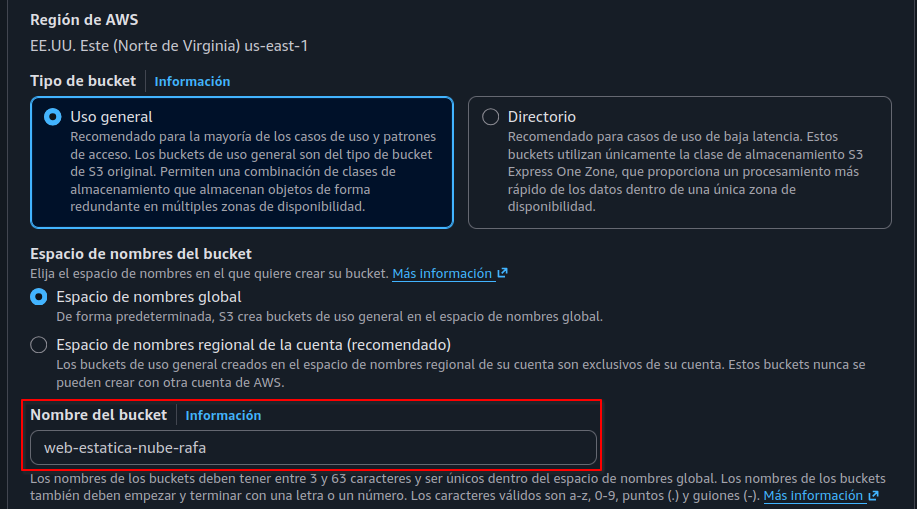 Región de AWS
EE.UU. Este (Norte de Virginia) us-east-1
Tipo de bucket Información
Uso general
Recomendado para la mayoría de los casos de uso y patrones
de acceso. Los buckets de uso general son del tipo de bucket
de S3 original. Permiten una combinación de clases de
almacenamiento que almacenan objetos de forma
redundante en múltiples zonas de disponibilidad.
Directorio
Recomendado para casos de uso de baja latencia. Estos
buckets utilizan únicamente la clase de almacenamiento S3
Express One Zone, que proporciona un procesamiento más
rápido de los datos dentro de una única zona de
disponibilidad.
Espacio de nombres del bucket
Elija el espacio de nombres en el que quiere crear su bucket. Más información
Espacio de nombres global
De forma predeterminada, S3 crea buckets de uso general en el espacio de nombres global.
Espacio de nombres regional de la cuenta (recomendado)
Los buckets de uso general creados en el espacio de nombres regional de su cuenta son exclusivos de su cuenta. Estos buckets nunca se
pueden crear con otra cuenta de AWS.
Nombre del bucket Información
web-estatica-nube-rafa
Los nombres de los buckets deben tener entre 3 y 63 caracteres y ser únicos dentro del espacio de nombres global. Los nombres de los buckets
también deben empezar y terminar con una letra o un número. Los caracteres válidos son a-z, 0-9, puntos (.) y guiones (-). Más información